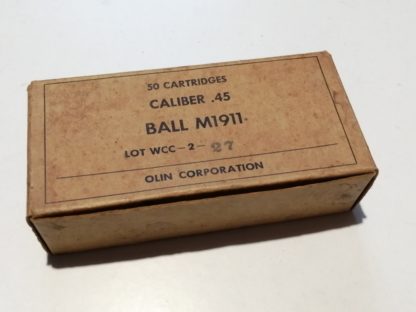 50 CARTRIDGES
CALIBER .45
BALL M1911
LOT WCC-2-27
OLIN CORPORATION